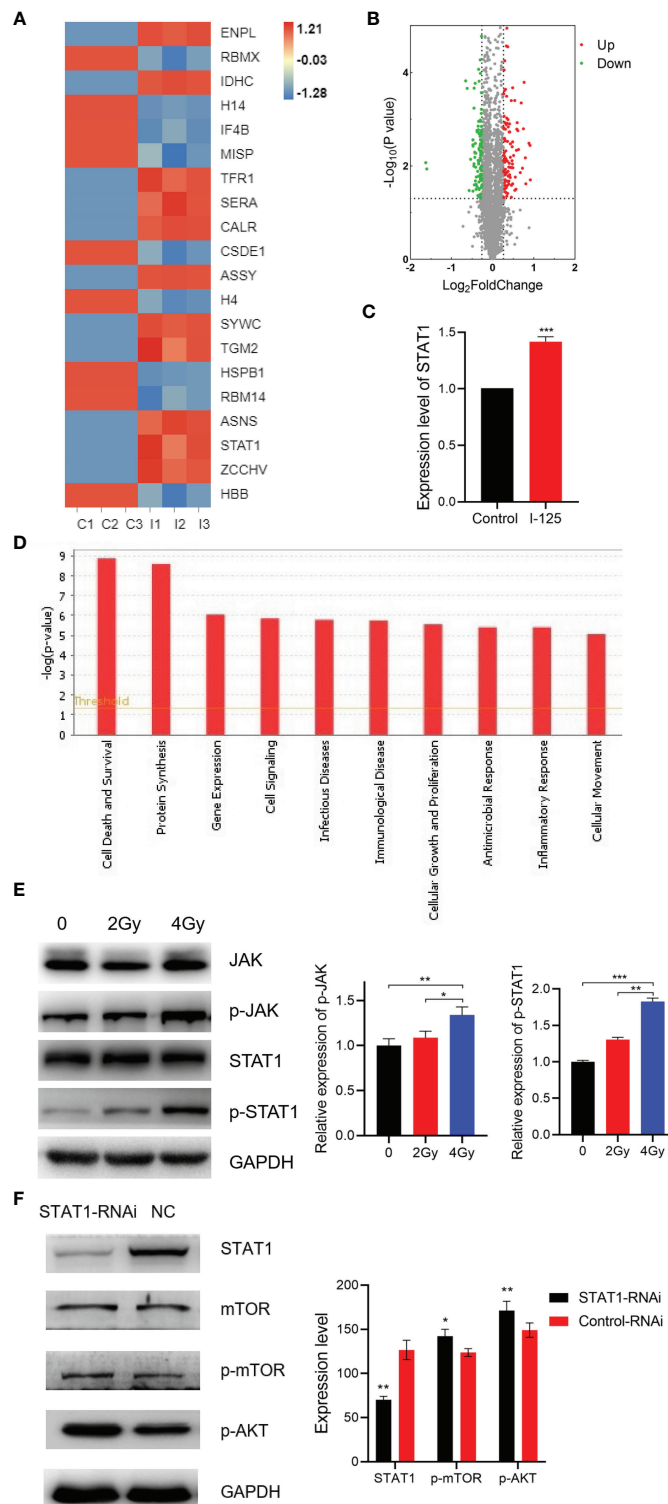 A
ENPL
RBMX
IDHC
H14
IF4B
MISP
TFR1
SERA
CALR
CSDE1
ASSY
H4
SYWC
TGM2
HSPB1
RBM14
ASNS
STAT1
ZCCHV
HBB
C1 C2 C3 I1 I2 I3
1.21
-0.03
-1.28
B
-Log10(P value)
4
2
0
-2 -1 0 1 2
Log2FoldChange
Up
Down
C
Expression level of STAT1
1.5
1.0
0.5
0.0
***
Control I-125
D
-log(p-value)
9
8
7
6
5
4
3
2
1
0
Threshold
Cell Death and Survival
Protein Synthesis
Gene Expression
Cell Signaling
Infectious Diseases
Immunological Disease
Cellular Growth and Proliferation
Antimicrobial Response
Inflammatory Response
Cellular Movement
E
0 2Gy 4Gy
JAK
p-JAK
STAT1
p-STAT1
GAPDH
Relative expression of p-JAK
1.5
1.0
0.5
0.0
**
*
0 2Gy 4Gy
Relative expression of p-STAT1
2.0
1.5
1.0
0.5
0.0
***
**
0 2Gy 4Gy
F
STAT1-RNAi NC
STAT1
mTOR
p-mTOR
p-AKT
GAPDH
Expression level
200
150
100
50
0
**
*
**
STAT1 p-mTOR p-AKT
STAT1-RNAi
Control-RNAi